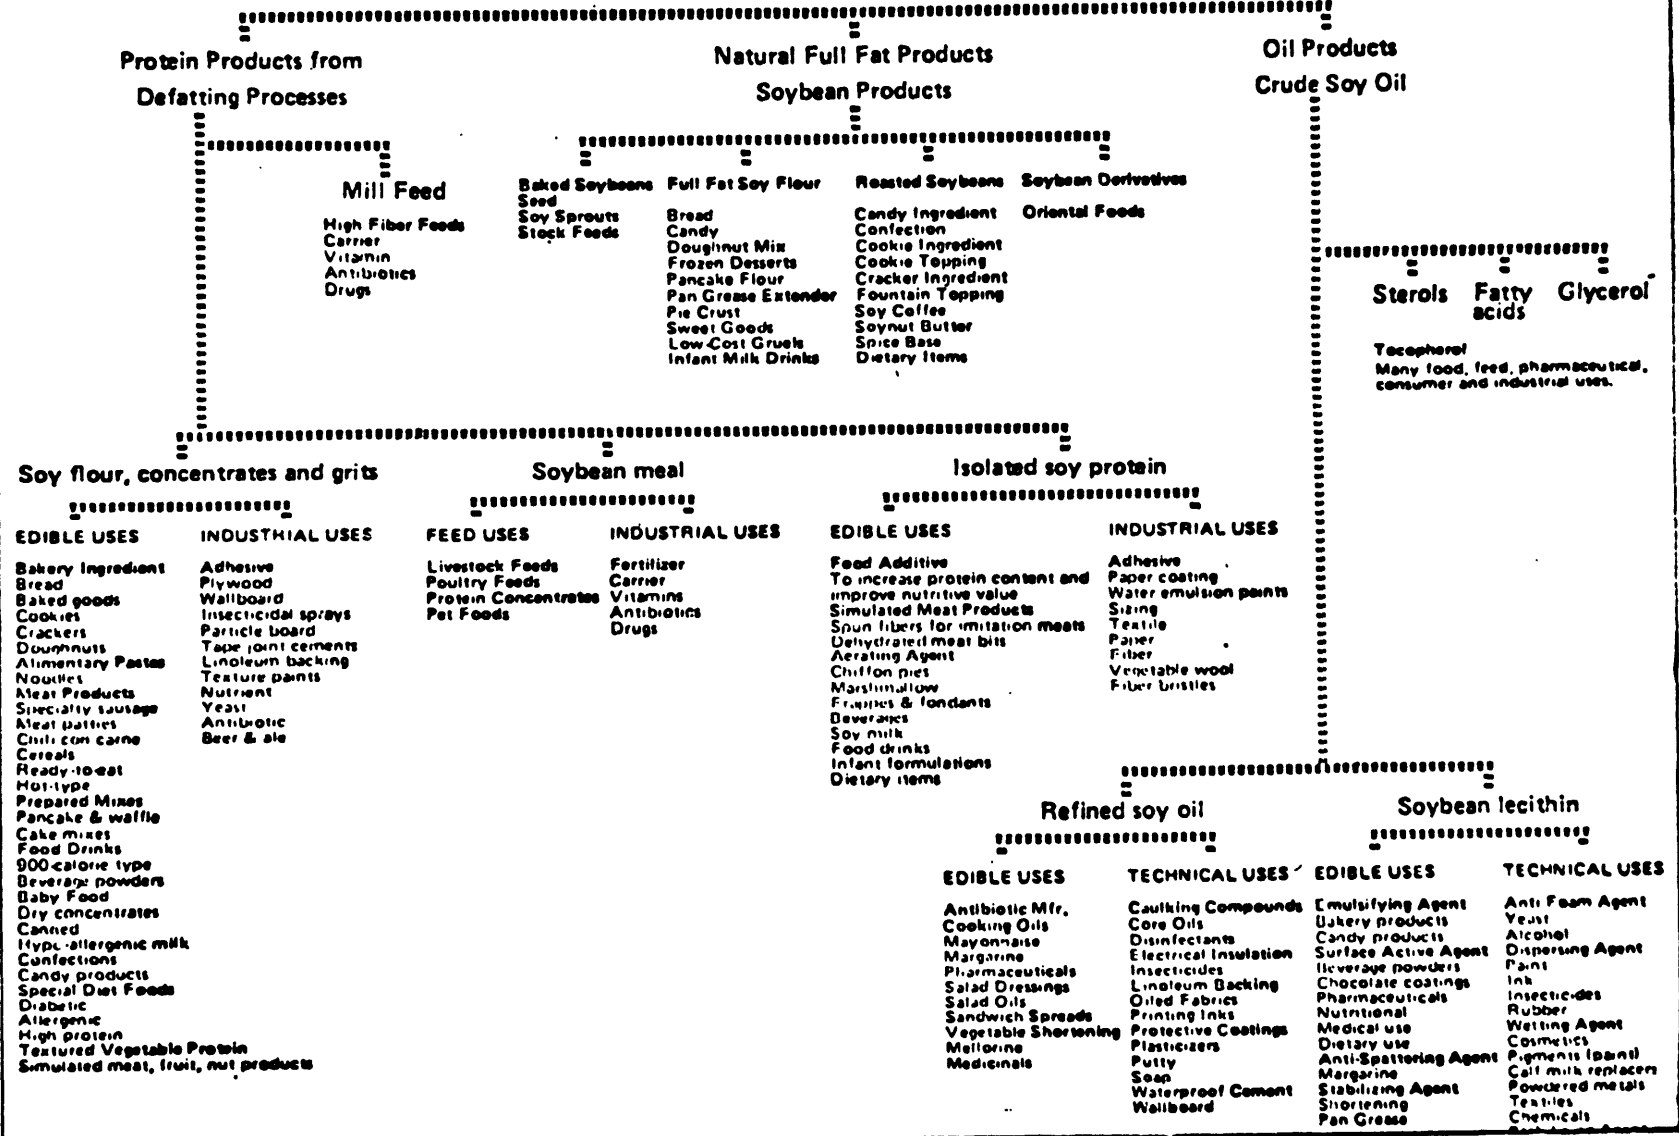 Protein Products from
Defatting Processes
Natural Full Fat Products
Soybean Products
Oil Products
Crude Soy Oil
Mill Feed
High Fiber Feeds
Carrier
Vitamin
Antibiotics
Drugs
Baked Soybeans
Seed
Soy Sprouts
Stock Feeds
Full Fat Soy Flour
Bread
Candy
Doughnut Mix
Frozen Desserts
Pancake Flour
Pan Grease Extender
Pie Crust
Sweet Goods
Low-Cost Gruels
Infant Milk Drinks
Roasted Soybeans
Candy Ingredient
Confection
Cookie Ingredient
Cookie Topping
Cracker Ingredient
Fountain Topping
Soy Coffee
Soynut Butter
Spice Base
Dietary Items
Soybean Derivatives
Oriental Foods
Sterols
Fatty
acids
Glycerol
Tocopherol
Many food, feed, pharmaceutical,
consumer and industrial uses.
Soy flour, concentrates and grits
EDIBLE USES
Bakery Ingredient
Bread
Baked goods
Cookies
Crackers
Doughnuts
Alimentary Pastes
Noodles
Meat Products
Specialty sausage
Meat patties
Chili con carne
Cereals
Ready-to-eat
Hot-type
Prepared Mixes
Pancake & waffle
Cake mixes
Food Drinks
900-calorie type
Beverage powders
Baby Food
Dry concentrates
Canned
Hypo-allergenic milk
Confections
Candy products
Special Diet Foods
Diabetic
Allergenic
High protein
Textured Vegetable Protein
Simulated meat, fruit, nut products
INDUSTRIAL USES
Adhesive
Plywood
Wallboard
Insecticidal sprays
Particle board
Tape joint cements
Linoleum backing
Texture paints
Nutrient
Yeast
Antibiotic
Beer & ale
Soybean meal
FEED USES
Livestock Feeds
Poultry Feeds
Protein Concentrates
Pet Foods
INDUSTRIAL USES
Fertilizer
Carrier
Vitamins
Antibiotics
Drugs
Isolated soy protein
EDIBLE USES
Food Additive
To increase protein content and
improve nutritive value
Simulated Meat Products
Spun fibers for imitation meats
Dehydrated meat bits
Aerating Agent
Chiffon pies
Marshmallow
Frappes & fondants
Beverages
Soy milk
Food drinks
Infant formulations
Dietary items
INDUSTRIAL USES
Adhesive
Paper coating
Water emulsion paints
Sizing
Textile
Paper
Fiber
Vegetable wool
Fiber bristles
Refined soy oil
EDIBLE USES
Antibiotic Mfr.
Cooking Oils
Mayonnaise
Margarine
Pharmaceuticals
Salad Dressings
Salad Oils
Sandwich Spreads
Vegetable Shortening
Mellorine
Medicinals
TECHNICAL USES
Caulking Compounds
Core Oils
Disinfectants
Electrical Insulation
Insecticides
Linoleum Backing
Oiled Fabrics
Printing Inks
Protective Coatings
Plasticizers
Putty
Soap
Waterproof Cement
Wallboard
Soybean lecithin
EDIBLE USES
Emulsifying Agent
Bakery products
Candy products
Surface Active Agent
Beverage powders
Chocolate coatings
Pharmaceuticals
Nutritional
Medical use
Dietary use
Anti-Spattering Agent
Margarine
Stabilizing Agent
Shortening
Pan Grease
TECHNICAL USES
Anti Foam Agent
Yeast
Alcohol
Dispersing Agent
Paint
Ink
Insecticides
Rubber
Wetting Agent
Cosmetics
Pigments (paint)
Calf milk replacers
Powdered metals
Textiles
Chemicals